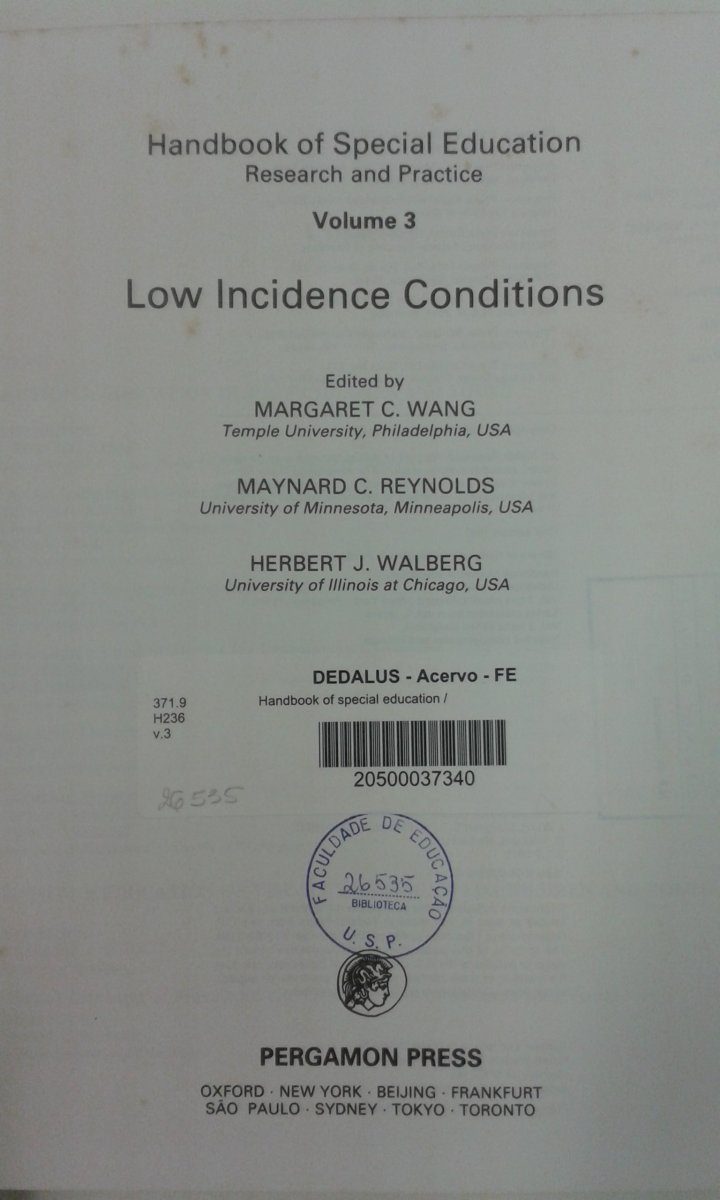 Handbook of Special Education
Research and Practice
Volume 3
Low Incidence Conditions
Edited by
MARGARET C. WANG
Temple University, Philadelphia, USA
MAYNARD C. REYNOLDS
University of Minnesota, Minneapolis, USA
HERBERT J. WALBERG
University of Illinois at Chicago, USA
DEDALUS - Acervo - FE
Handbook of special education /
371.9
H236
v.3
20500037340
26535
FACULDADE DE EDUCAÇÃO
26535
BIBLIOTECA
U. S. P.
PERGAMON PRESS
OXFORD · NEW YORK · BEIJING · FRANKFURT
SÃO PAULO · SYDNEY · TOKYO · TORONTO